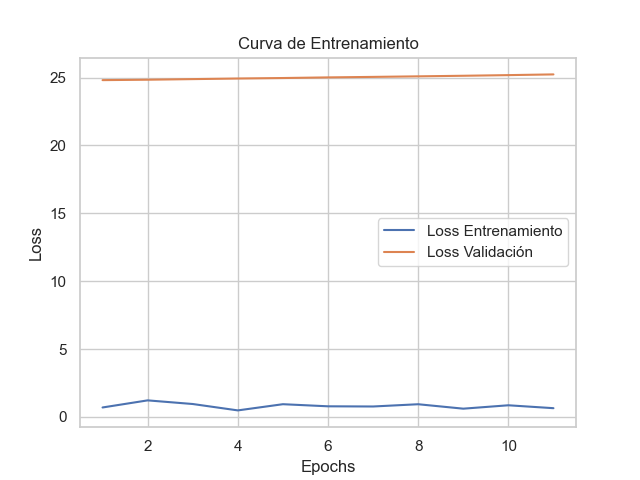 Curva de Entrenamiento
25
20
15
10
5
0
Loss
Loss Entrenamiento
Loss Validación
2 4 6 8 10
Epochs